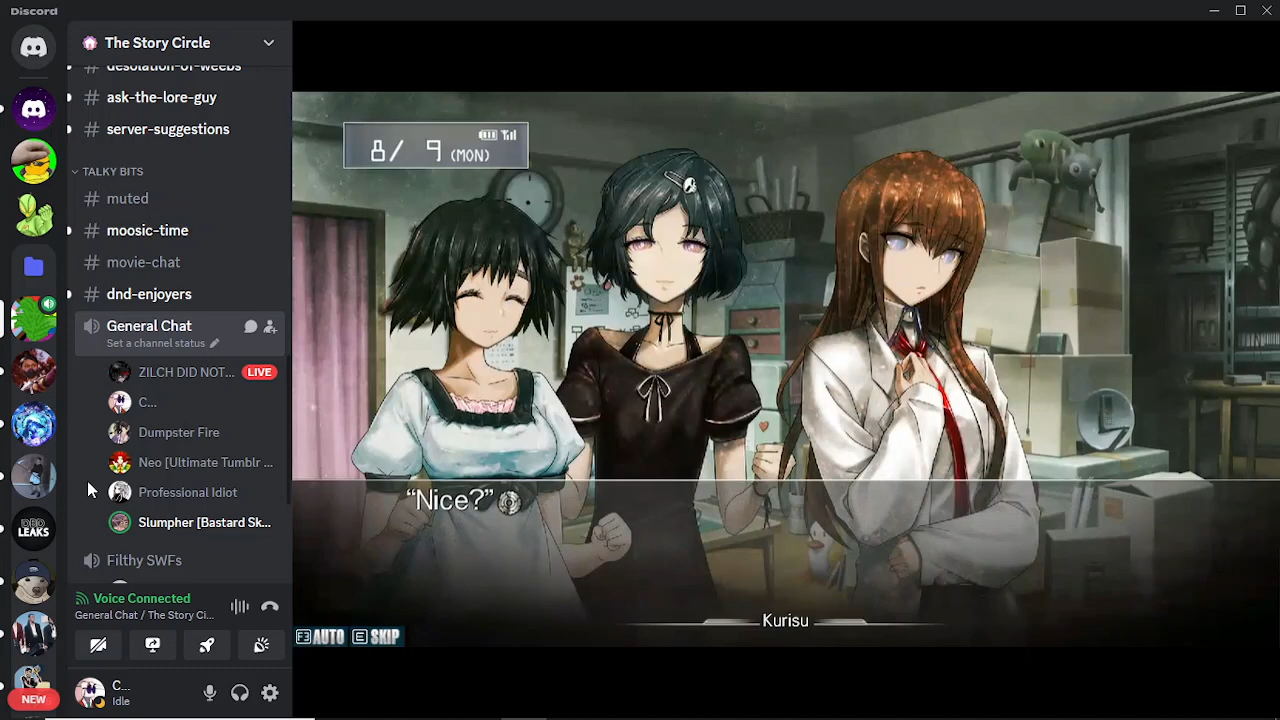 Discord
The Story Circle
desolation-of-weebs
ask-the-lore-guy
server-suggestions
TALKY BITS
muted
moosic-time
movie-chat
dnd-enjoyers
General Chat
Set a channel status
ZILCH DID NOT... LIVE
C...
Dumpster Fire
Neo [Ultimate Tumblr ...
Professional Idiot
Slumpher [Bastard Sk...
Filthy SWFs
Voice Connected
General Chat / The Story Ci...
C...
Idle
DBD
LEAKS
NEW
8/ 9 (MON)
“Nice?”
Kurisu
F3 AUTO E SKIP